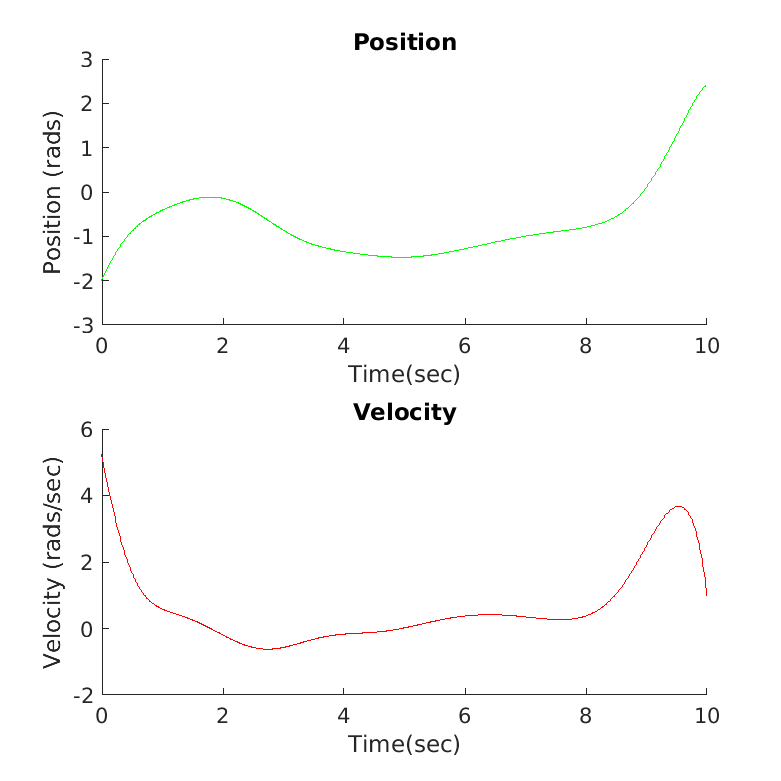 Position
3
2
1
0
-1
-2
-3
Position (rads)
0 2 4 6 8 10
Time(sec)
Velocity
6
4
2
0
-2
Velocity (rads/sec)
0 2 4 6 8 10
Time(sec)